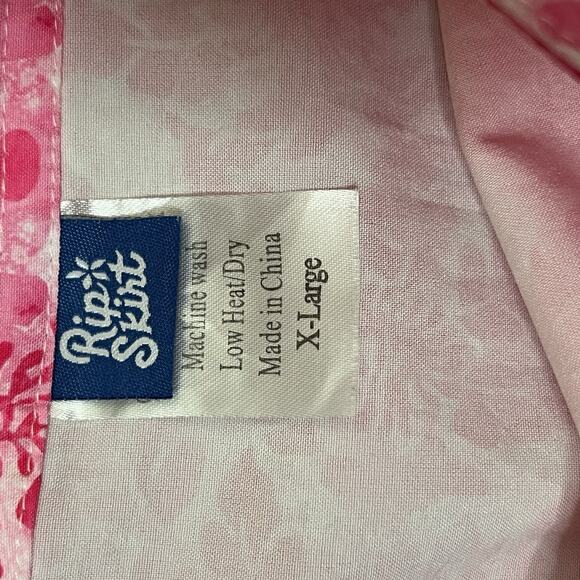 Rip
Skirt
Machine wash
Low Heat/Dry
Made in China
X-Large